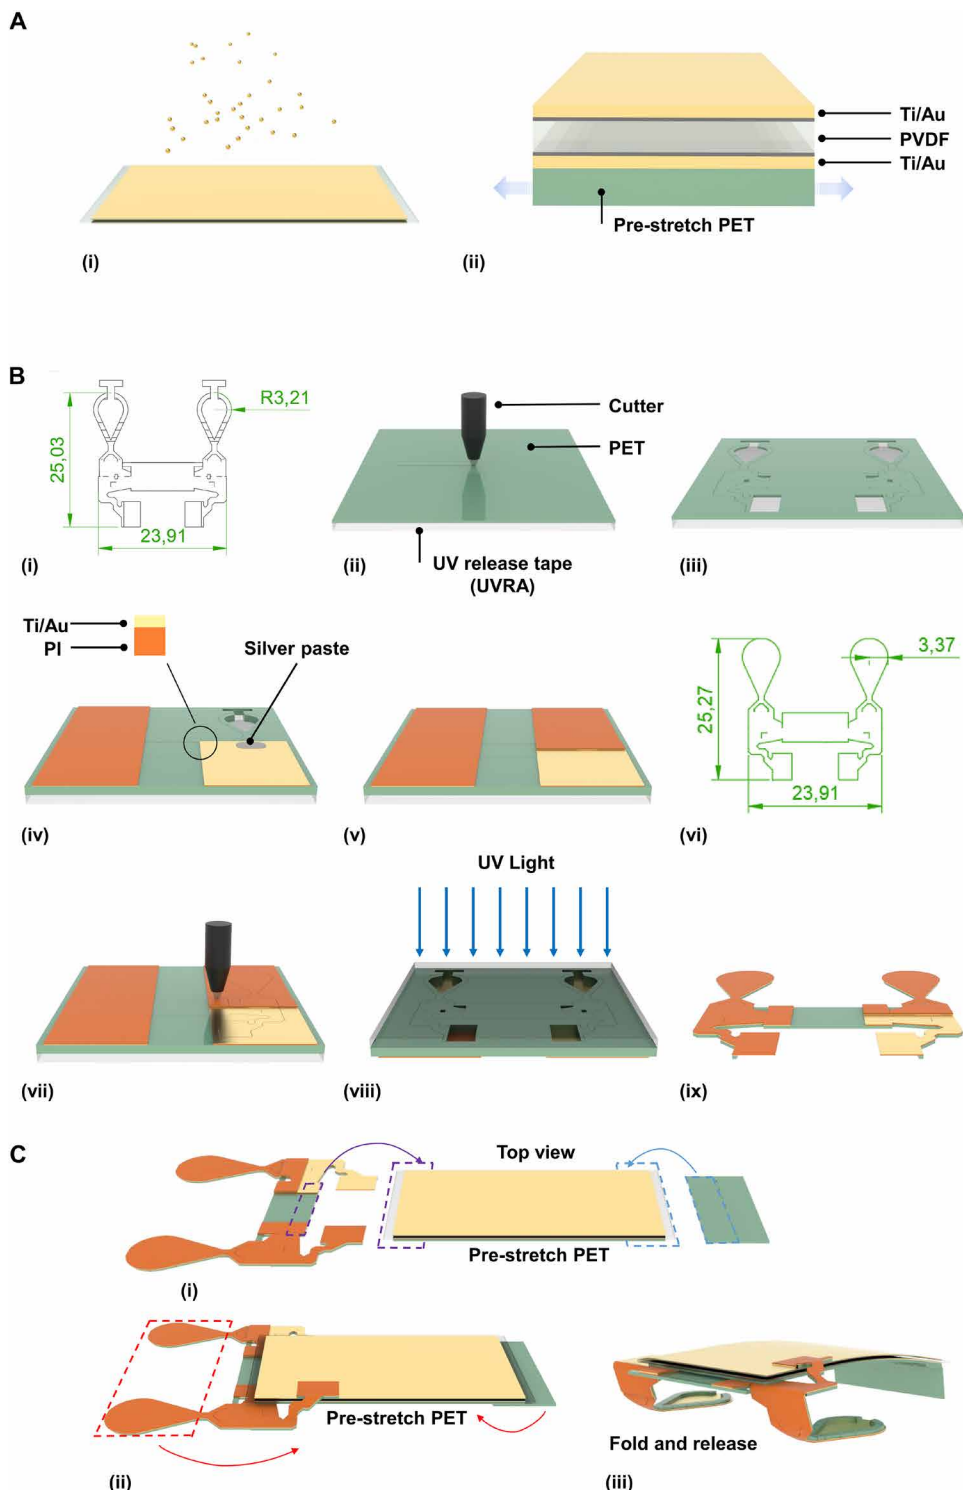 A
Ti/Au
PVDF
Ti/Au
Pre-stretch PET
(i)
(ii)
B
R3,21
25,03
23,91
(i)
Cutter
PET
UV release tape
(UVRA)
(ii)
(iii)
Ti/Au
PI
Silver paste
(iv)
(v)
3,37
25,27
23,91
(vi)
UV Light
(vii)
(viii)
(ix)
C
Top view
Pre-stretch PET
(i)
Pre-stretch PET
(ii)
Fold and release
(iii)